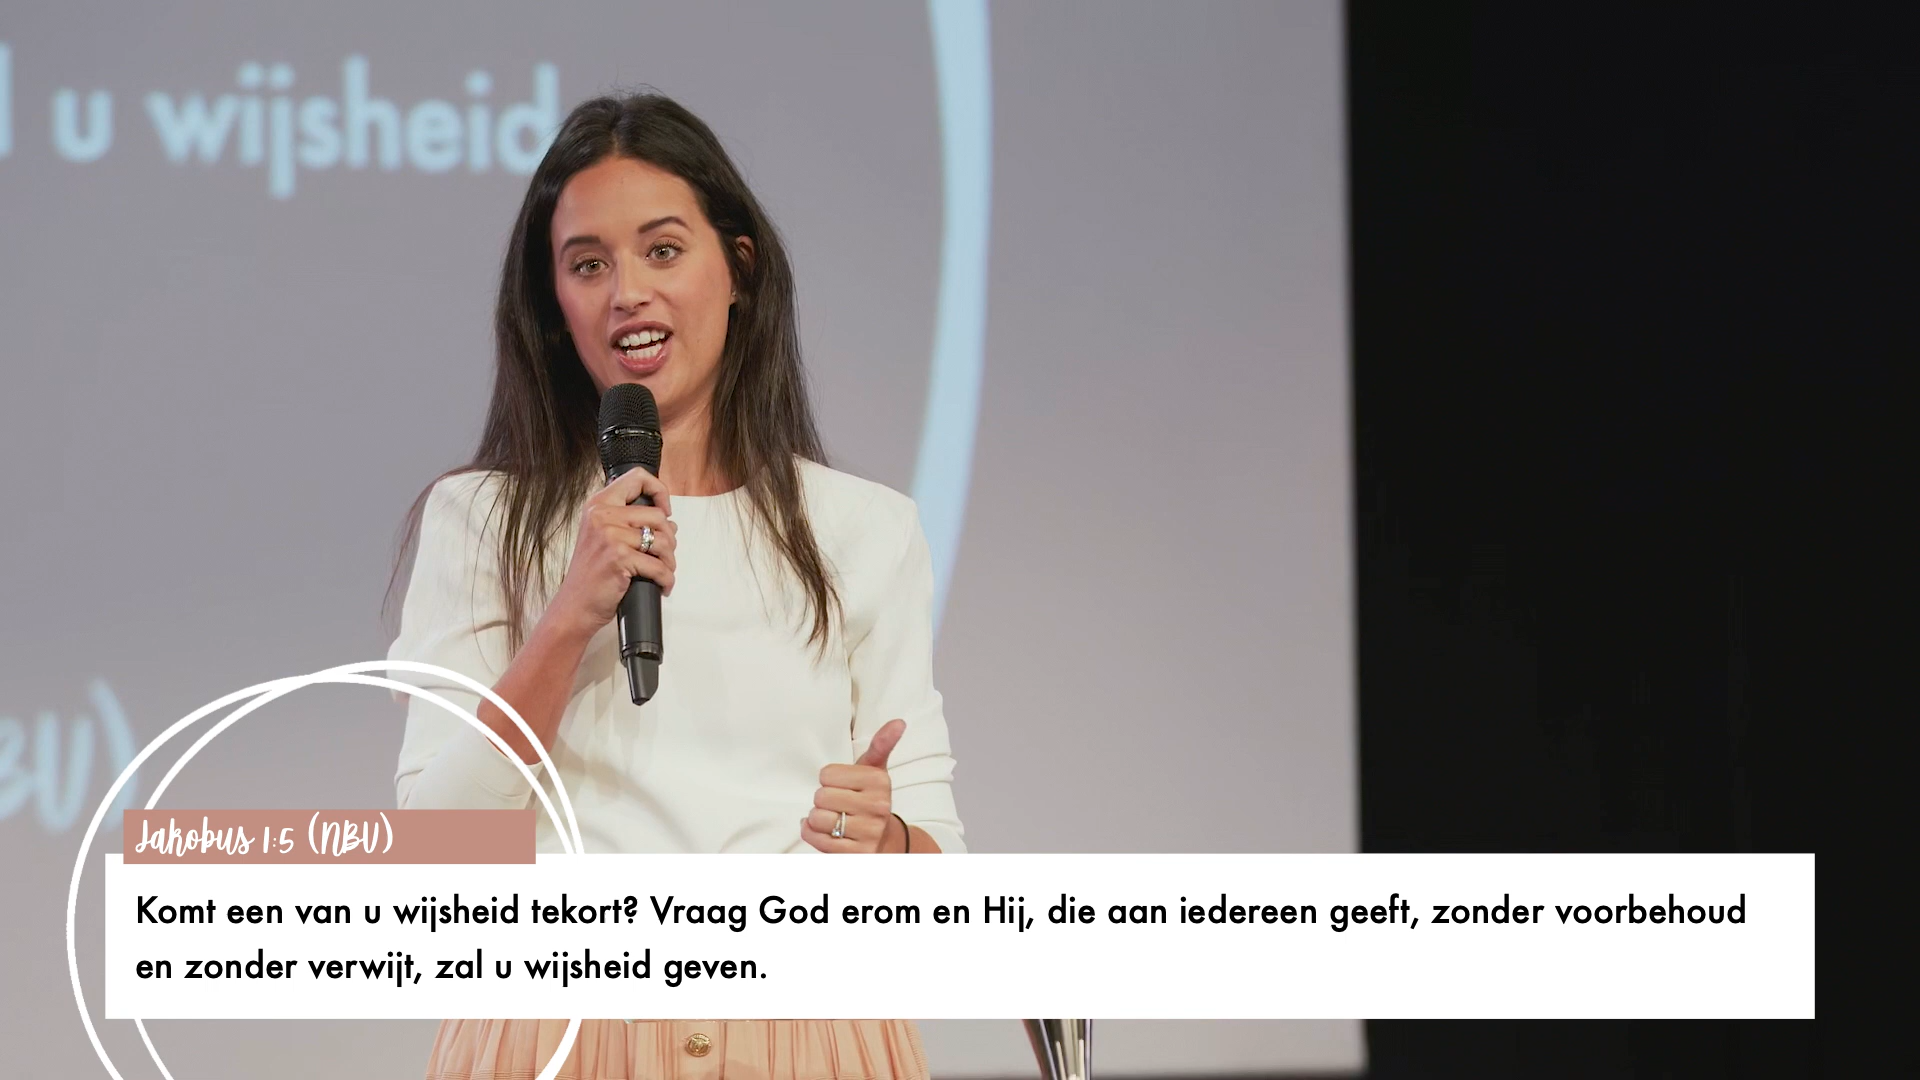 u wijsheid
BV)
Jakobus 1:5 (NBV)
Komt een van u wijsheid tekort? Vraag God erom en Hij, die aan iedereen geeft, zonder voorbehoud
en zonder verwijt, zal u wijsheid geven.